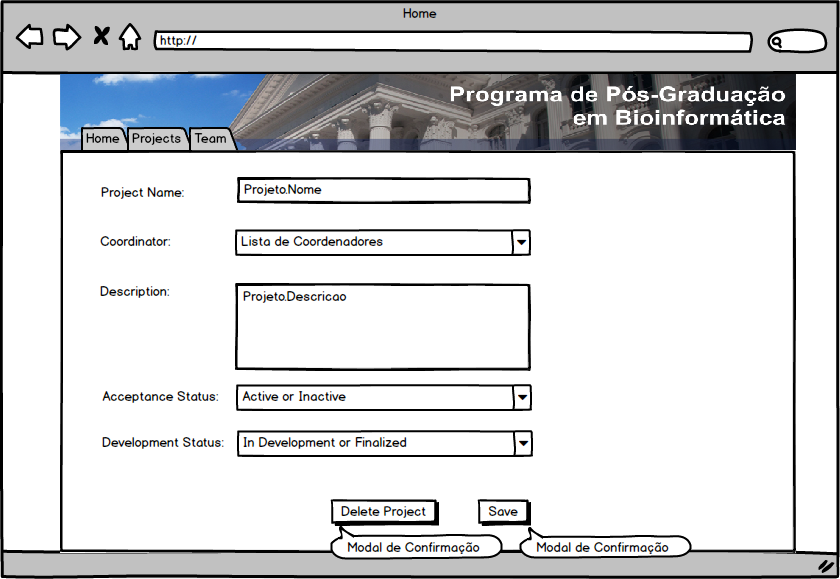 Home
http://
Programa de Pós-Graduação
em Bioinformática
Home Projects Team
Project Name: Projeto.Nome
Coordinator: Lista de Coordenadores
Description: Projeto.Descricao
Acceptance Status: Active or Inactive
Development Status: In Development or Finalized
Delete Project Save
Modal de Confirmação Modal de Confirmação